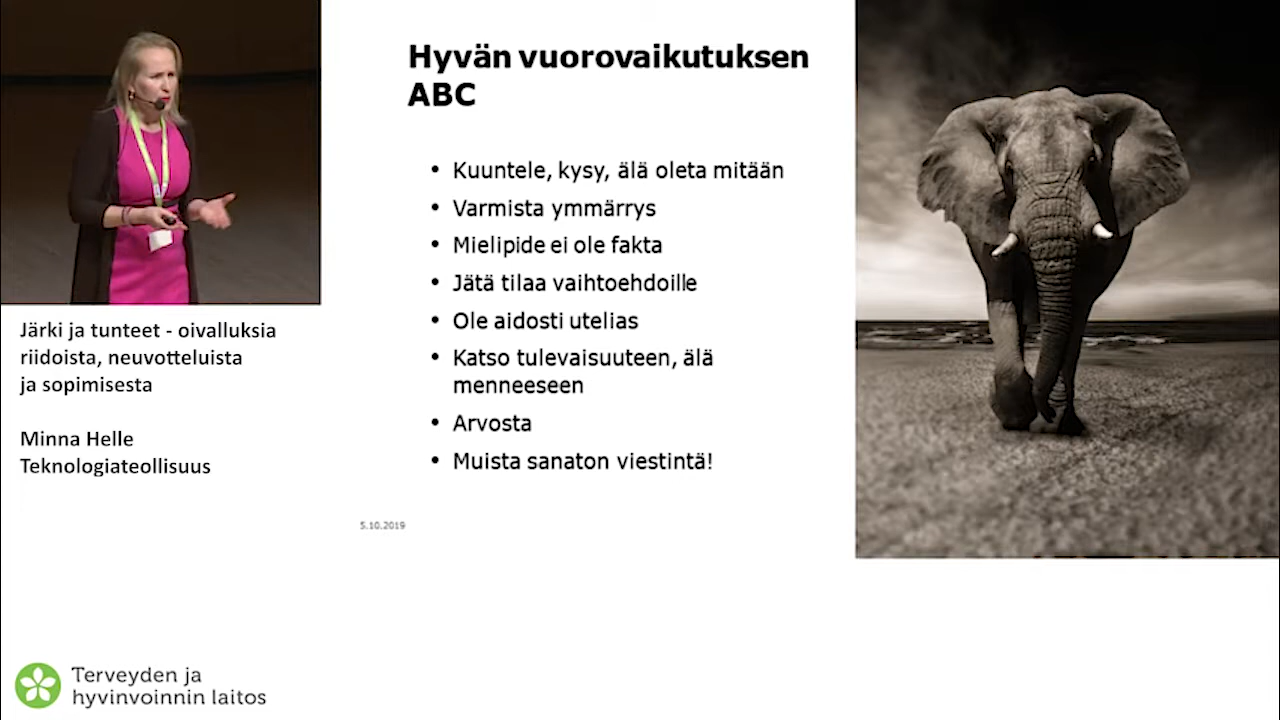 Hyvän vuorovaikutuksen
ABC
• Kuuntele, kysy, älä oleta mitään
• Varmista ymmärrys
• Mielipide ei ole fakta
• Jätä tilaa vaihtoehdoille
• Ole aidosti utelias
• Katso tulevaisuuteen, älä
menneeseen
• Arvosta
• Muista sanaton viestintä!
5.10.2019
Järki ja tunteet - oivalluksia
riidoista, neuvotteluista
ja sopimisesta
Minna Helle
Teknologiateollisuus
Terveyden ja
hyvinvoinnin laitos